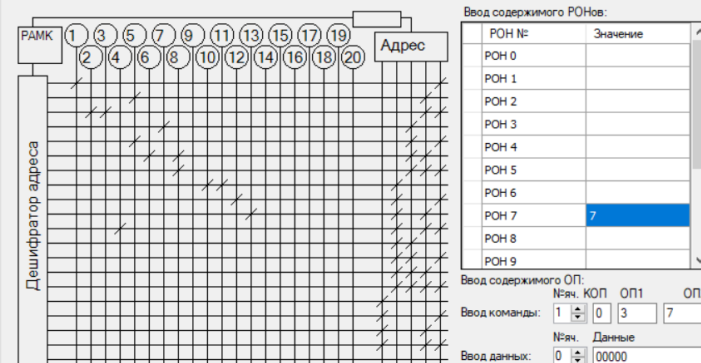 РАМК
1 3 5 7 9 11 13 15 17 19
2 4 6 8 10 12 14 16 18 20
Адрес
Дешифратор адреса
Ввод содержимого РОНов:
РОН № Значение
РОН 0
РОН 1
РОН 2
РОН 3
РОН 4
РОН 5
РОН 6
РОН 7 7
РОН 8
РОН 9
Ввод содержимого ОП:
№яч. КОП ОП1 ОП
Ввод команды: 1 0 3 7
№яч. Данные
Ввод данных: 0 00000